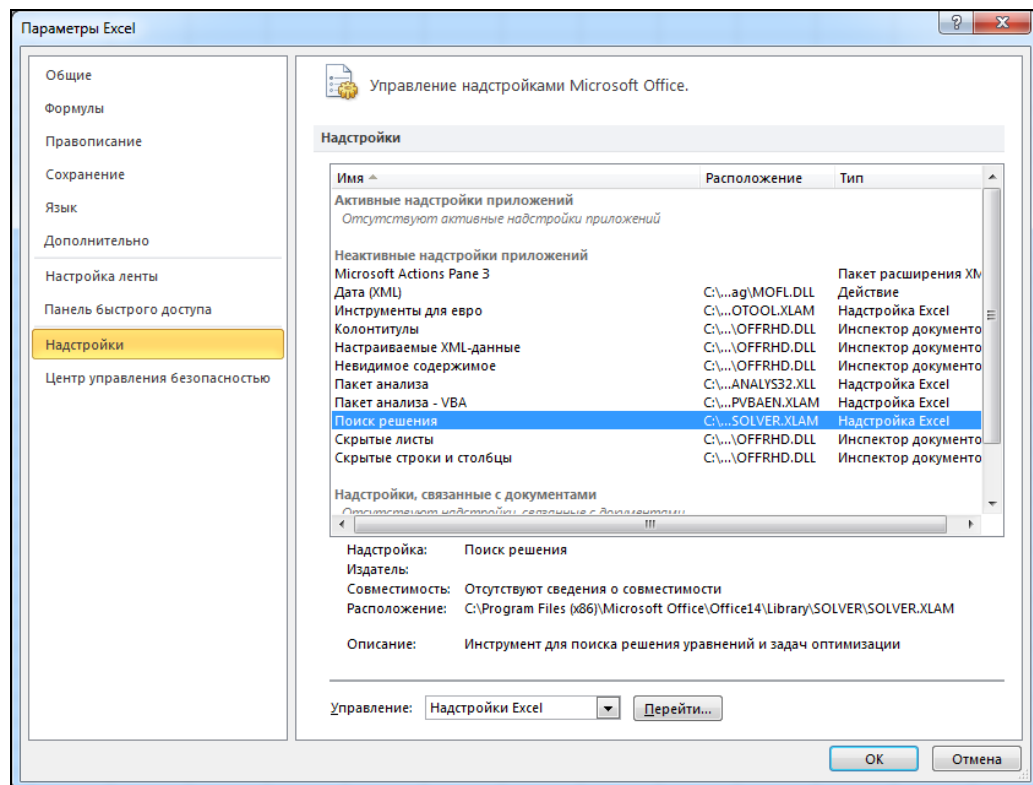 Параметры Excel
Общие
Формулы
Правописание
Сохранение
Язык
Дополнительно
Настройка ленты
Панель быстрого доступа
Надстройки
Центр управления безопасностью
Управление надстройками Microsoft Office.
Надстройки
Имя Расположение Тип
Активные надстройки приложений
Отсутствуют активные надстройки приложений
Неактивные надстройки приложений
Microsoft Actions Pane 3 Пакет расширения XM
Дата (XML) C:\...ag\MOFL.DLL Действие
Инструменты для евро C:\...OTOOL.XLAM Надстройка Excel
Колонтитулы C:\...\OFFRHD.DLL Инспектор документо
Настраиваемые XML-данные C:\...\OFFRHD.DLL Инспектор документо
Невидимое содержимое C:\...\OFFRHD.DLL Инспектор документо
Пакет анализа C:\...ANALYS32.XLL Надстройка Excel
Пакет анализа - VBA C:\...PVBAEN.XLAM Надстройка Excel
Поиск решения C:\...SOLVER.XLAM Надстройка Excel
Скрытые листы C:\...\OFFRHD.DLL Инспектор документо
Скрытые строки и столбцы C:\...\OFFRHD.DLL Инспектор документо
Надстройки, связанные с документами
Отсутствуют надстройки, связанные с документами
Надстройка: Поиск решения
Издатель:
Совместимость: Отсутствуют сведения о совместимости
Расположение: C:\Program Files (x86)\Microsoft Office\Office14\Library\SOLVER\SOLVER.XLAM
Описание: Инструмент для поиска решения уравнений и задач оптимизации
Управление: Надстройки Excel Перейти...
ОК Отмена